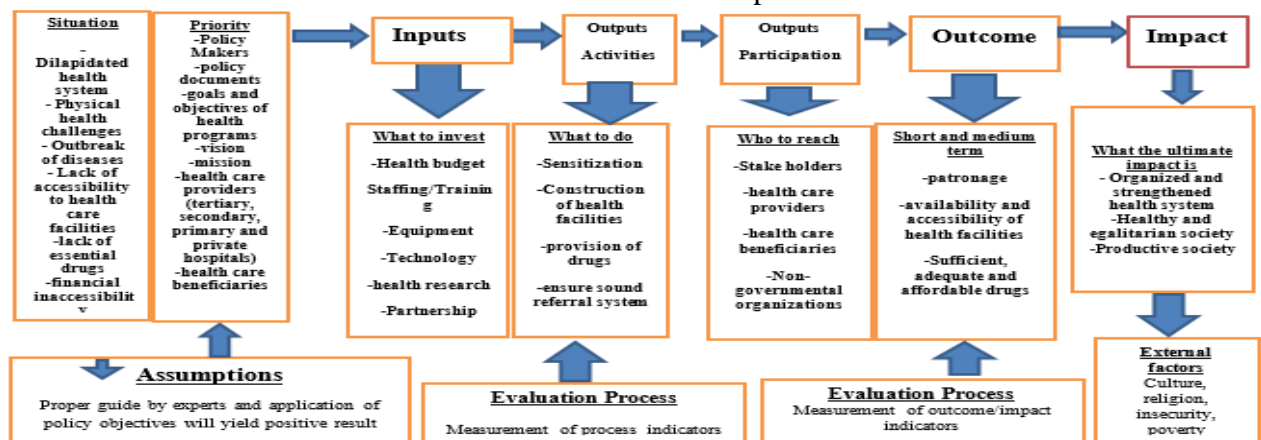 Situation
-
Dilapidated
health
system
- Physical
health
challenges
- Outbreak
of diseases
- Lack of
accessibility
to health
care
facilities
-lack of
essential
drugs
-financial
inaccessibilit
y
Priority
-Policy
Makers
-policy
documents
-goals and
objectives of
health
programs
-vision
-mission
-health care
providers
(tertiary,
secondary,
primary and
private
hospitals)
-health care
beneficiaries
Inputs
What to invest
-Health budget
Staffing/Trainin
g
-Equipment
-Technology
-health research
-Partnership
Outputs
Activities
What to do
-Sensitization
-Construction
of health
facilities
-provision of
drugs
-ensure sound
referral system
Outputs
Participation
Who to reach
-Stake holders
-health care
providers
-health care
beneficiaries
-Non-
governmental
organizations
Outcome
Short and medium
term
-patronage
-availability and
accessibility of
health facilities
-Sufficient,
adequate and
affordable drugs
Impact
What the ultimate
impact is
- Organized and
strengthened
health system
-Healthy and
egalitarian society
-Productive society
Assumptions
Proper guide by experts and application of
policy objectives will yield positive result
Evaluation Process
Measurement of process indicators
Evaluation Process
Measurement of outcome/impact
indicators
External
factors
Culture,
religion,
insecurity,
poverty